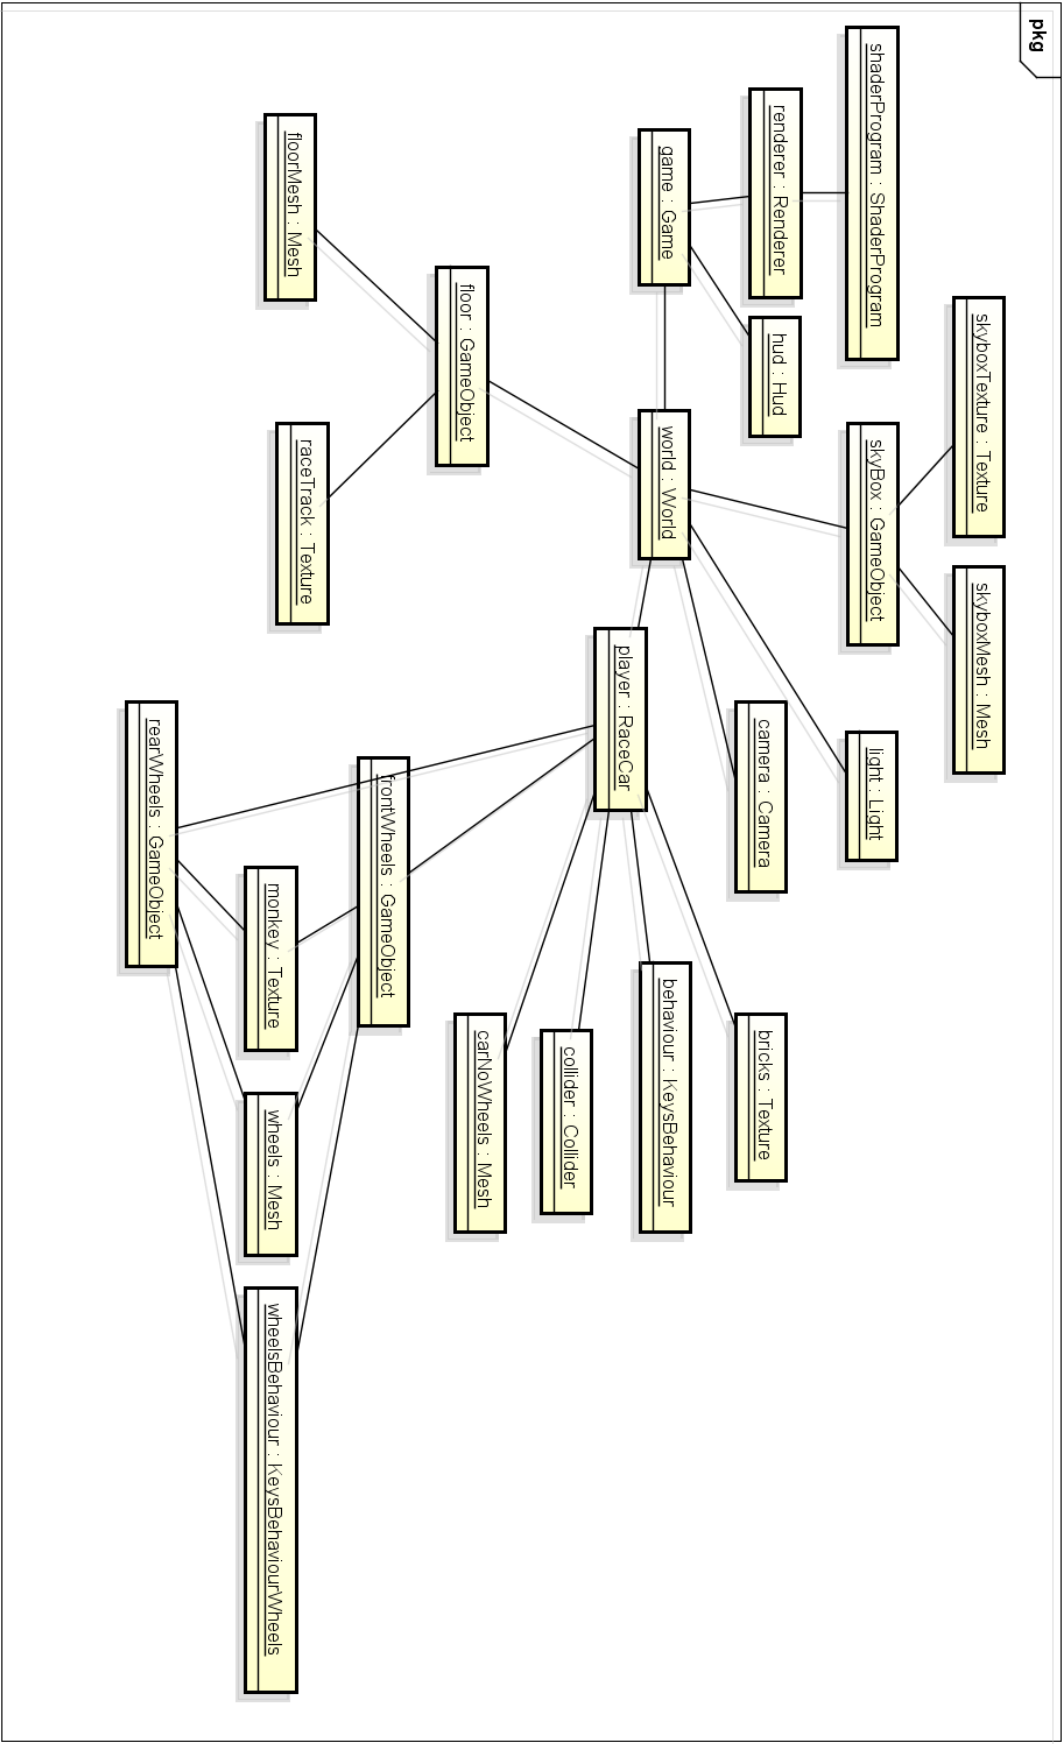 pkg
shaderProgram : ShaderProgram
skyboxTexture : Texture
skyboxMesh : Mesh
renderer : Renderer
hud : Hud
skyBox : GameObject
light : Light
game : Game
world : World
camera : Camera
player : RaceCar
bricks : Texture
behaviour : KeysBehaviour
collider : Collider
carNoWheels : Mesh
floor : GameObject
floorMesh : Mesh
raceTrack : Texture
frontWheels : GameObject
rearWheels : GameObject
monkey : Texture
wheels : Mesh
wheelsBehaviour : KeysBehaviourWheels